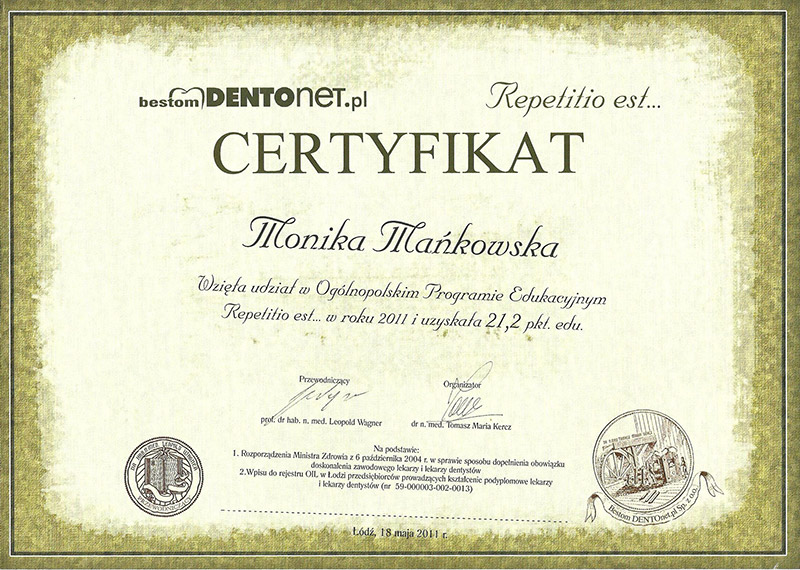 bestom DENTOneT.pl
Repetitio est...
CERTYFIKAT
Monika Mańkowska
Wzięła udział w Ogólnopolskim Programie Edukacyjnym
Repetitio est... w roku 2011 i uzyskała 21,2 pkt. edu.
Przewodniczący
Organizator
prof. dr hab. n. med. Leopold Wagner
dr n. med. Tomasz Maria Kercz
Na podstawie:
1. Rozporządzenia Ministra Zdrowia z 6 października 2004 r. w sprawie sposobu dopełnienia obowiązku
doskonalenia zawodowego lekarzy i lekarzy dentystów
2.Wpisu do rejestru OIL w Łodzi przedsiębiorców prowadzących kształcenie podyplomowe lekarzy
i lekarzy dentystów (nr 59-000003-002-0013)
PRZEWODNICZĄCY
Bestom DENTOnet.pl Sp. z o.o.
Łódź, 18 maja 2011 r.